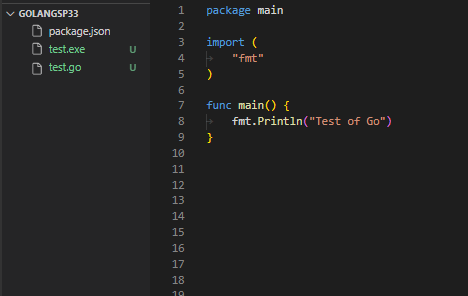 GOLANGSP33
package.json
test.exe U
test.go U
1 package main
2
3 import (
4 "fmt"
5 )
6
7 func main() {
8 fmt.Println("Test of Go")
9 }
10
11
12
13
14
15
16
17
18
19